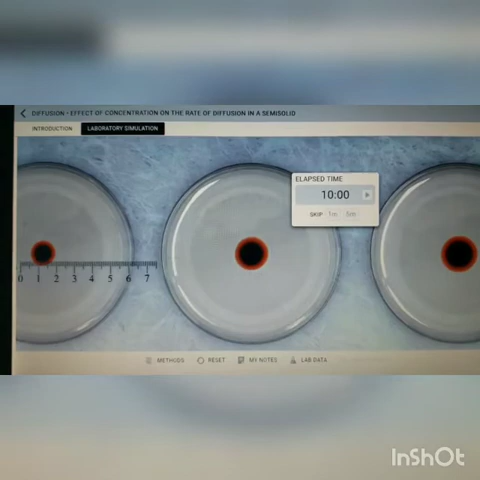 DIFFUSION - EFFECT OF CONCENTRATION ON THE RATE OF DIFFUSION IN A SEMISOLID
INTRODUCTION LABORATORY SIMULATION
ELAPSED TIME
10:00
SKIP 1m 5m
0 1 2 3 4 5 6 7
METHODS RESET MY NOTES LAB DATA
InShOt